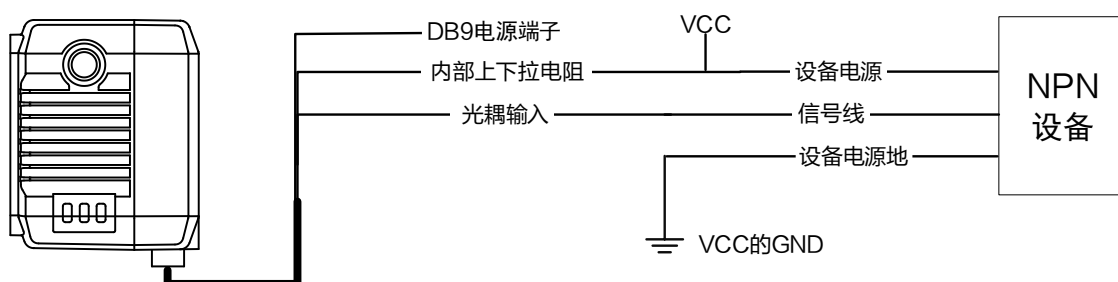 DB9电源端子
VCC
内部上下拉电阻
设备电源
光耦输入
信号线
设备电源地
NPN
设备
VCC的GND